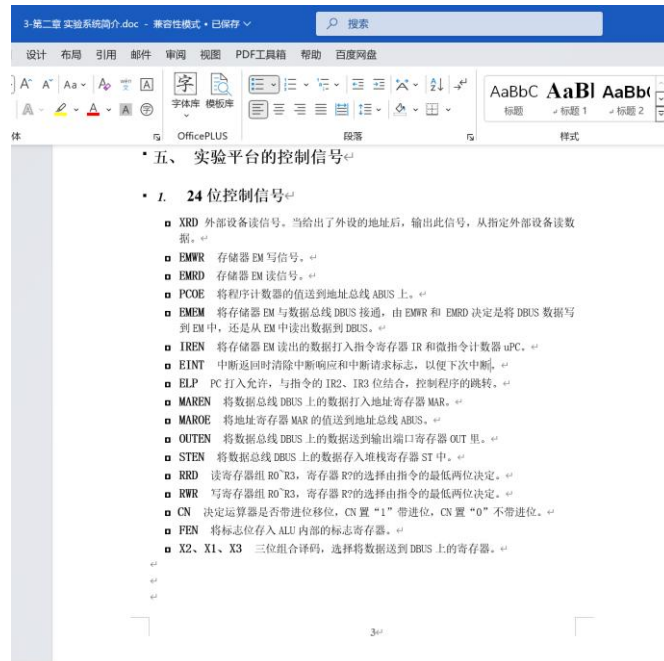 3-第二章 实验系统简介.doc - 兼容性模式 • 已保存
搜索
设计 布局 引用 邮件 审阅 视图 PDF工具箱 帮助 百度网盘
字体库 模板库
AaBbC AaBl AaBb(
标题 标题 1 标题 2
体 OfficePLUS 段落 样式
五、 实验平台的控制信号
1. 24 位控制信号
XRD 外部设备读信号。当给出了外设的地址后，输出此信号，从指定外部设备读数
据。
EMWR 存储器 EM 写信号。
EMRD 存储器 EM 读信号。
PCOE 将程序计数器的值送到地址总线 ABUS 上。
EMEM 将存储器 EM 与数据总线 DBUS 接通，由 EMWR 和 EMRD 决定是将 DBUS 数据写
到 EM 中，还是从 EM 中读出数据到 DBUS。
IREN 将存储器 EM 读出的数据打入指令寄存器 IR 和微指令计数器 uPC。
EINT 中断返回时清除中断响应和中断请求标志，以便下次中断。
ELP PC 打入允许，与指令的 IR2、IR3 位结合，控制程序的跳转。
MAREN 将数据总线 DBUS 上的数据打入地址寄存器 MAR。
MAROE 将地址寄存器 MAR 的值送到地址总线 ABUS。
OUTEN 将数据总线 DBUS 上的数据送到输出端口寄存器 OUT 里。
STEN 将数据总线 DBUS 上的数据存入堆栈寄存器 ST 中。
RRD 读寄存器组 R0~R3，寄存器 R?的选择由指令的最低两位决定。
RWR 写寄存器组 R0~R3，寄存器 R?的选择由指令的最低两位决定。
CN 决定运算器是否带进位移位，CN 置“1”带进位，CN 置“0”不带进位。
FEN 将标志位存入 ALU 内部的标志寄存器。
X2、X1、X3 三位组合译码，选择将数据送到 DBUS 上的寄存器。
3